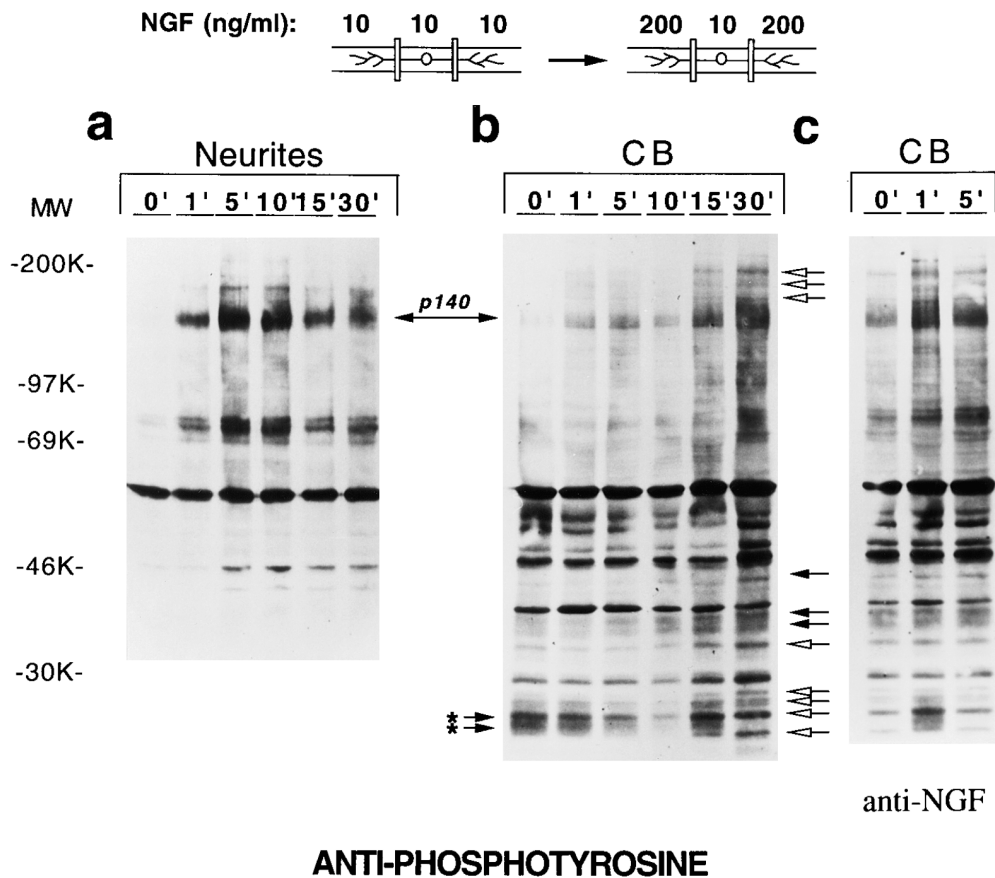 NGF (ng/ml): 10 10 10 200 10 200
a b c
Neurites CB CB
MW 0' 1' 5' 10' 15' 30' 0' 1' 5' 10' 15' 30' 0' 1' 5'
-200K-
p140
-97K-
-69K-
-46K-
-30K-
*
*
anti-NGF
ANTI-PHOSPHOTYROSINE